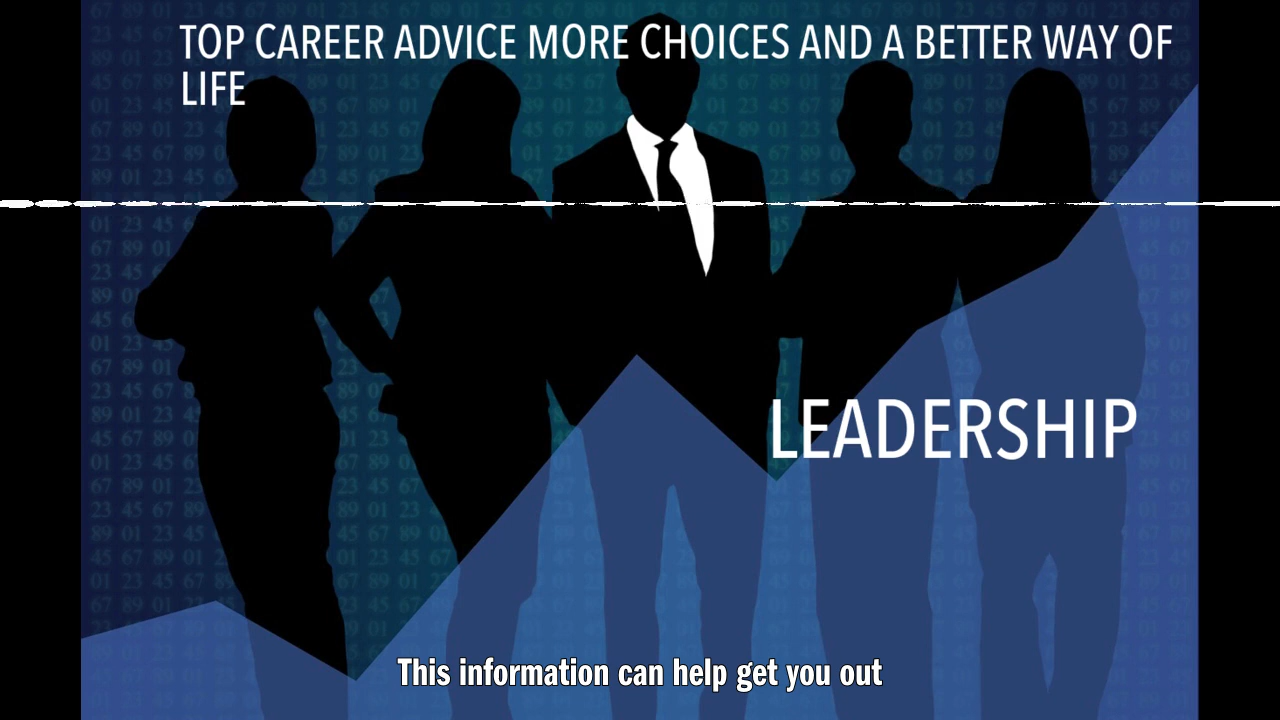 TOP CAREER ADVICE MORE CHOICES AND A BETTER WAY OF
LIFE
LEADERSHIP
This information can help get you out